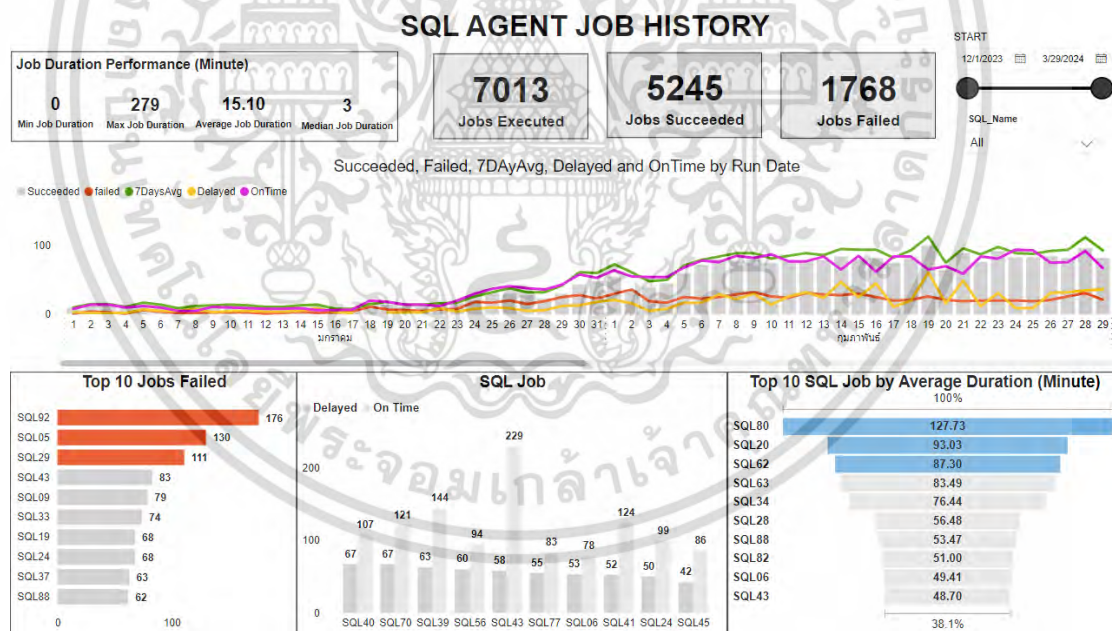 SQL AGENT JOB HISTORY
Job Duration Performance (Minute)
0 279 15.10 3
Min Job Duration Max Job Duration Average Job Duration Median Job Duration
7013
Jobs Executed
5245
Jobs Succeeded
1768
Jobs Failed
START
12/1/2023 3/29/2024
SQL_Name
All
Succeeded, Failed, 7DAyAvg, Delayed and OnTime by Run Date
Succeeded failed 7DaysAvg Delayed OnTime
100
0
1 2 3 4 5 6 7 8 9 10 11 12 13 14 15 16 17 18 19 20 21 22 23 24 25 26 27 28 29 30 31 1 2 3 4 5 6 7 8 9 10 11 12 13 14 15 16 17 18 19 20 21 22 23 24 25 26 27 28 29
มกราคม กุมภาพันธ์
Top 10 Jobs Failed
SQL92 176
SQL05 130
SQL29 111
SQL43 83
SQL09 79
SQL33 74
SQL19 68
SQL24 68
SQL37 63
SQL88 62
0 100
SQL Job
Delayed On Time
200
100
0
67 107 67 121 63 144 60 94 58 229 55 83 53 78 52 124 50 99 42 86
SQL40 SQL70 SQL39 SQL56 SQL43 SQL77 SQL06 SQL41 SQL24 SQL45
Top 10 SQL Job by Average Duration (Minute)
100%
SQL80 127.73
SQL20 93.03
SQL62 87.30
SQL63 83.49
SQL34 76.44
SQL28 56.48
SQL88 53.47
SQL82 51.00
SQL06 49.41
SQL43 48.70
38.1%